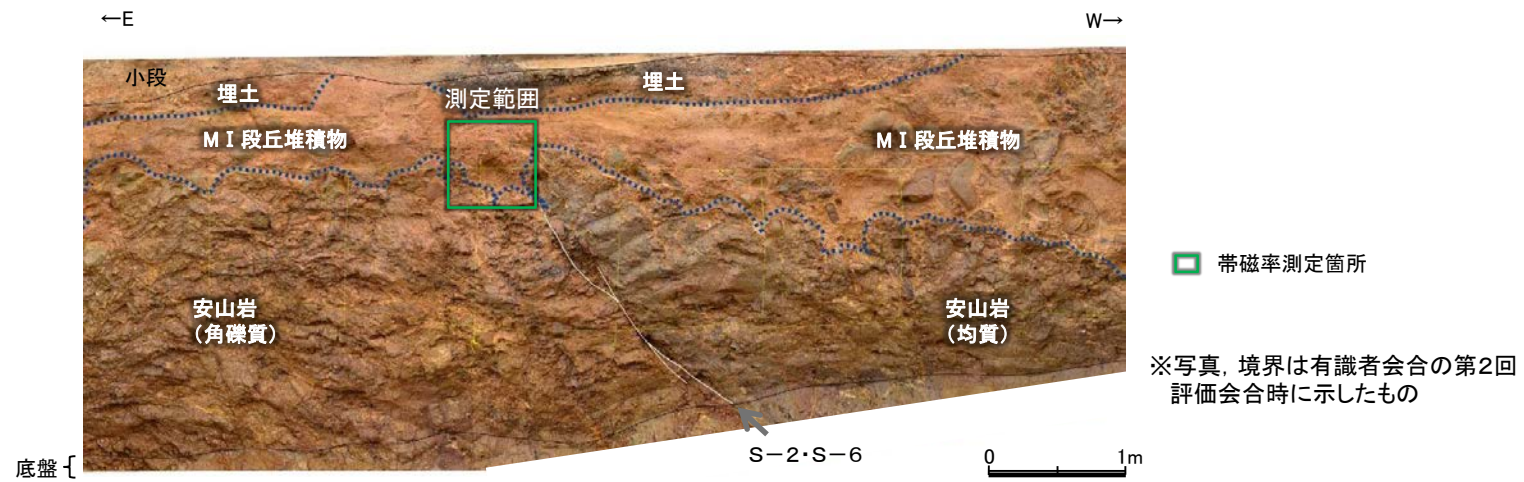 ←E
W→
小段
埋土
埋土
測定範囲
MⅠ段丘堆積物
MⅠ段丘堆積物
帯磁率測定箇所
安山岩
(角礫質)
安山岩
(均質)
※写真,境界は有識者会合の第2回
評価会合時に示したもの
底盤{
S-2・S-6
0
1m